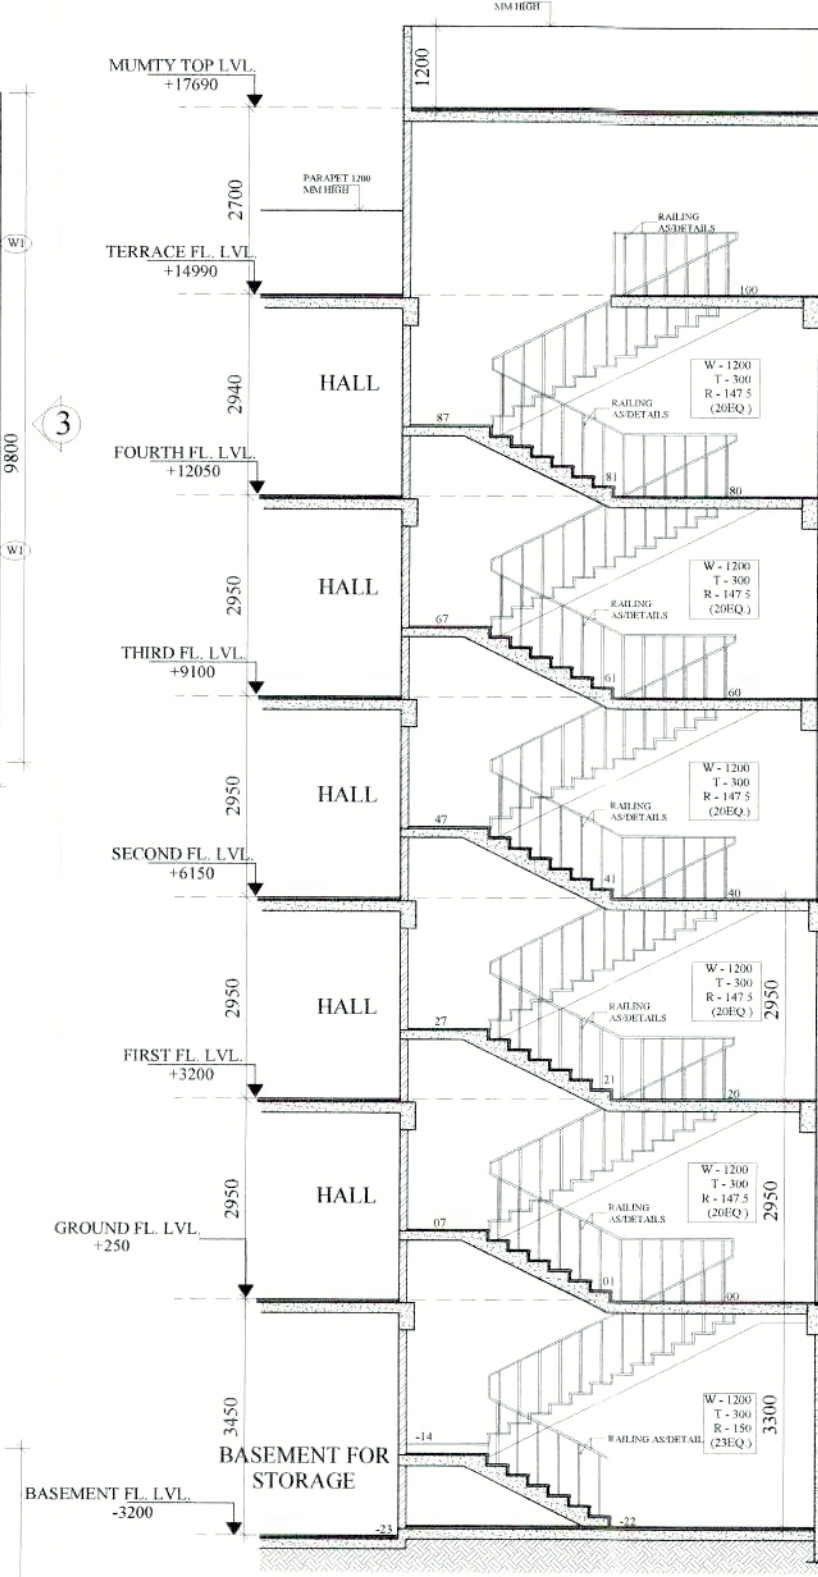 MM HIGH
MUMTY TOP LVL.
+17690
1200
2700
PARAPET 1200
MM HIGH
W1
RAILING
AS/DETAILS
TERRACE FL. LVL.
+14990
100
HALL
2940
W - 1200
T - 300
R - 147.5
(20EQ.)
RAILING
AS/DETAILS
87
3
9800
FOURTH FL. LVL.
+12050
81
80
W1
HALL
2950
W - 1200
T - 300
R - 147.5
(20EQ.)
RAILING
AS/DETAILS
67
THIRD FL. LVL.
+9100
61
60
HALL
2950
W - 1200
T - 300
R - 147.5
(20EQ.)
RAILING
AS/DETAILS
47
SECOND FL. LVL.
+6150
41
40
HALL
2950
W - 1200
T - 300
R - 147.5
(20EQ.)
2950
RAILING
AS/DETAILS
27
FIRST FL. LVL.
+3200
21
20
HALL
2950
W - 1200
T - 300
R - 147.5
(20EQ.)
2950
RAILING
AS/DETAILS
07
GROUND FL. LVL.
+250
01
00
3450
W - 1200
T - 300
R - 150
(23EQ.)
3300
-14
RAILING AS/DETAIL
BASEMENT FOR
STORAGE
BASEMENT FL. LVL.
-3200
-23
-22